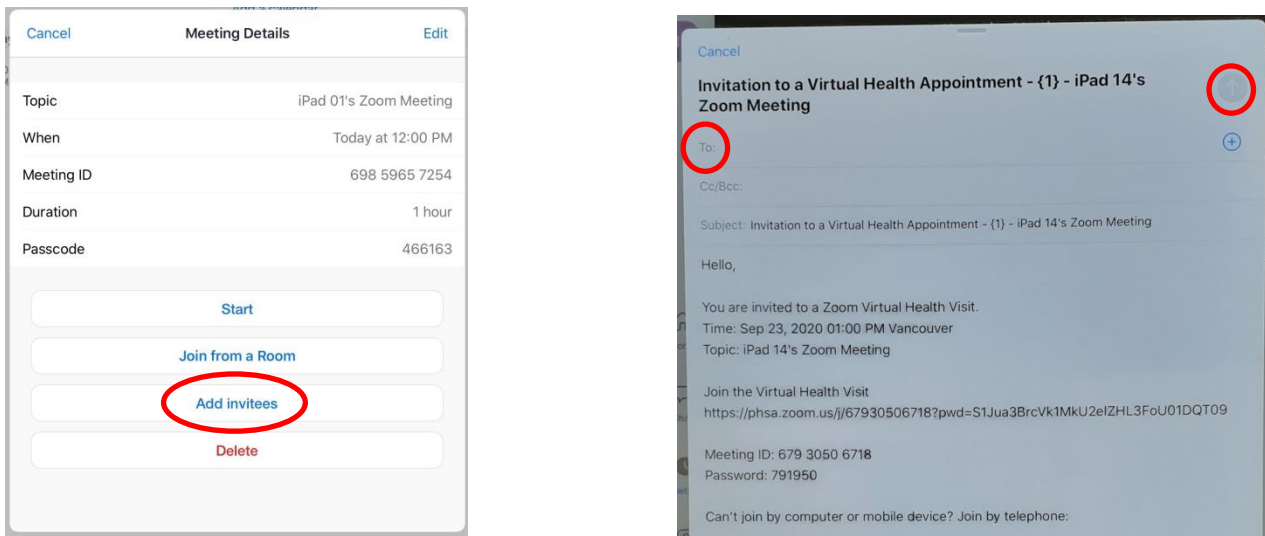 Add a calendar
Cancel Meeting Details Edit
Topic iPad 01's Zoom Meeting
When Today at 12:00 PM
Meeting ID 698 5965 7254
Duration 1 hour
Passcode 466163
Start
Join from a Room
Add invitees
Delete
Cancel
Invitation to a Virtual Health Appointment - {1} - iPad 14's
Zoom Meeting
To:
Cc/Bcc:
Subject: Invitation to a Virtual Health Appointment - {1} - iPad 14's Zoom Meeting
Hello,
You are invited to a Zoom Virtual Health Visit.
Time: Sep 23, 2020 01:00 PM Vancouver
Topic: iPad 14's Zoom Meeting
Join the Virtual Health Visit
https://phsa.zoom.us/j/67930506718?pwd=S1Jua3BrcVk1MkU2elZHL3FoU01DQT09
Meeting ID: 679 3050 6718
Password: 791950
Can't join by computer or mobile device? Join by telephone: